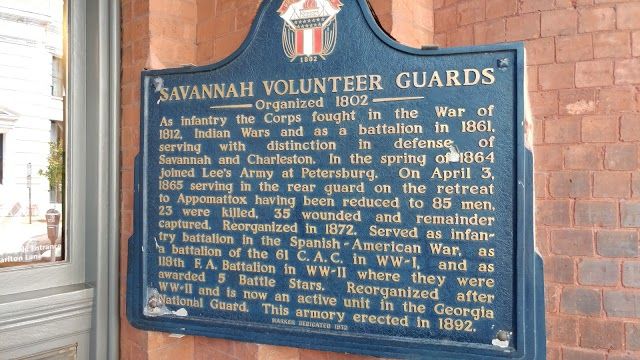 1802
SAVANNAH VOLUNTEER GUARDS
Organized 1802
As infantry the Corps fought in the War of
1812, Indian Wars and as a battalion in 1861,
serving with distinction in defense of
Savannah and Charleston. In the spring of 1864
joined Lee's Army at Petersburg. On April 3,
1865 serving in the rear guard on the retreat
to Appomattox having been reduced to 85 men,
23 were killed, 35 wounded and remainder
captured. Reorganized in 1872. Served as infan-
try battalion in the Spanish-American War, as
a battalion of the 61 C.A.C. in WW-I, and as
118th F.A. Battalion in WW-II where they were
awarded 5 Battle Stars. Reorganized after
WW-II and is now an active unit in the Georgia
National Guard. This armory erected in 1892.
MARKER DEDICATED 1972
Entrance
Lane